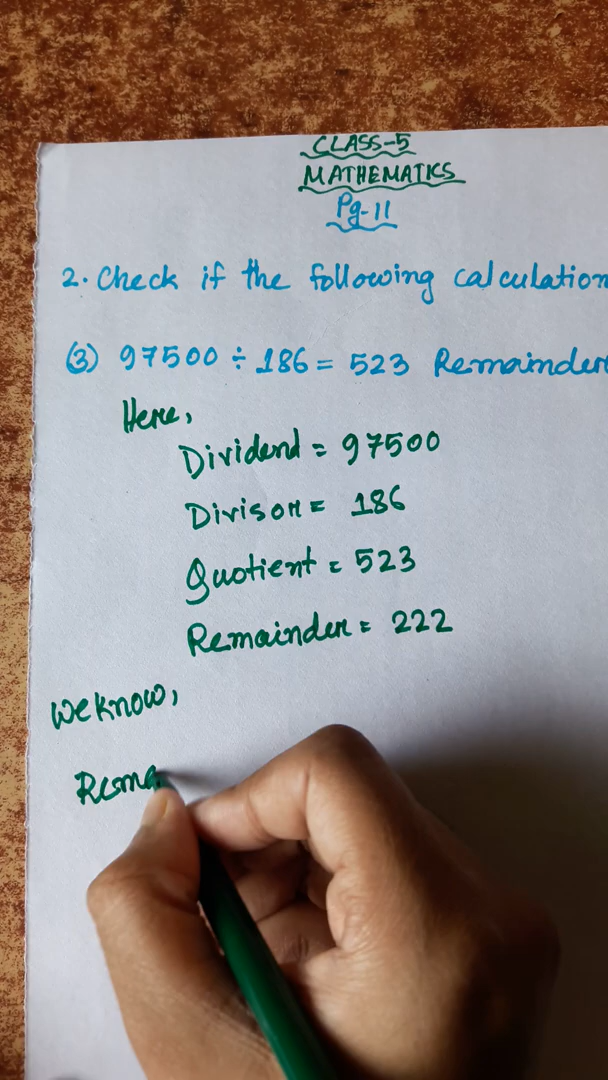 CLASS-5
MATHEMATICS
Pg-11
2. Check if the following calculation
(3) 97500 ÷ 186 = 523 Remainder
Here,
Dividend = 97500
Divisor = 186
Quotient = 523
Remainder = 222
We know,
Rema